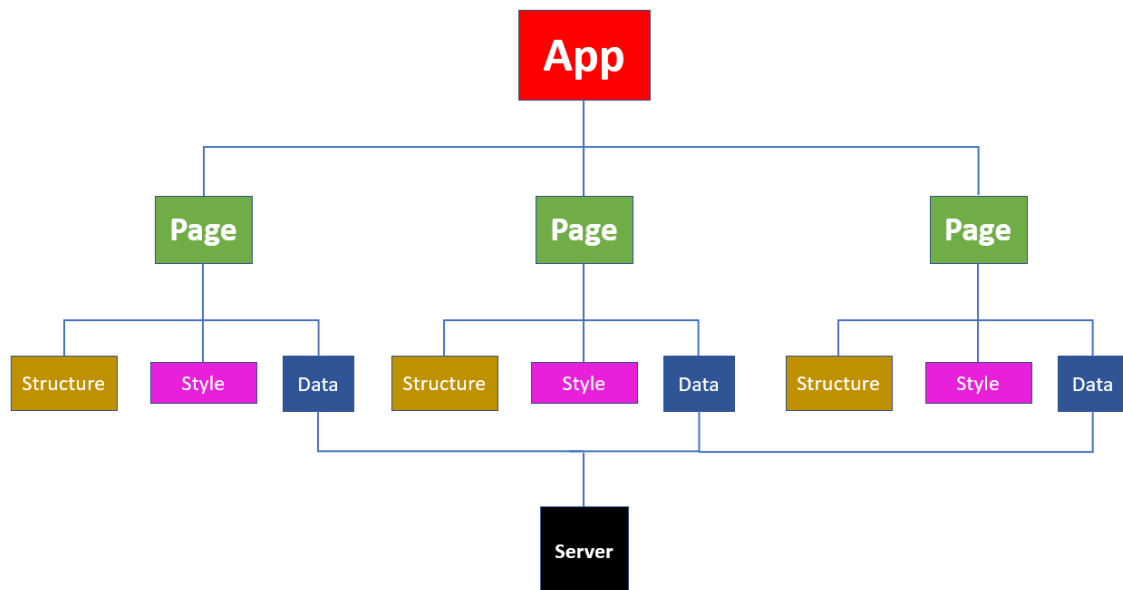 App
Page
Page
Page
Structure
Style
Data
Structure
Style
Data
Structure
Style
Data
Server